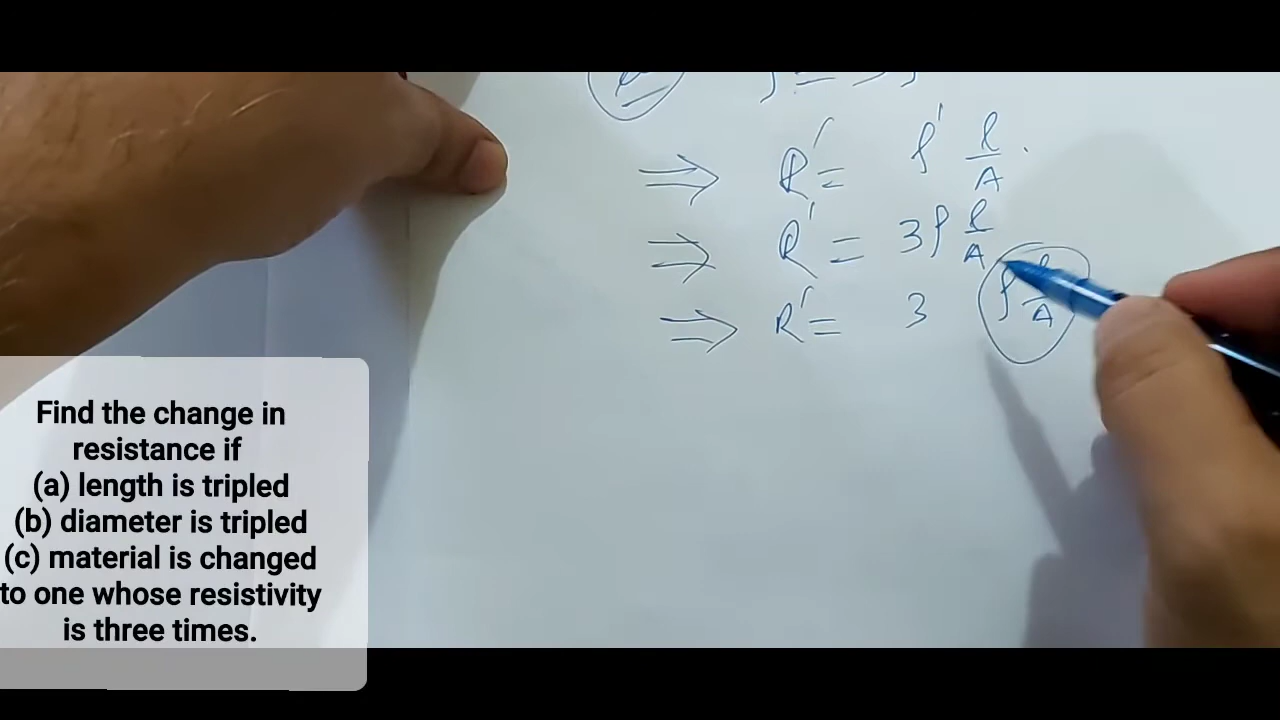 ⇒ R' = ρ' l/A .
⇒ R' = 3ρ l/A
⇒ R' = 3 ρ l/A
Find the change in
resistance if
(a) length is tripled
(b) diameter is tripled
(c) material is changed
to one whose resistivity
is three times.